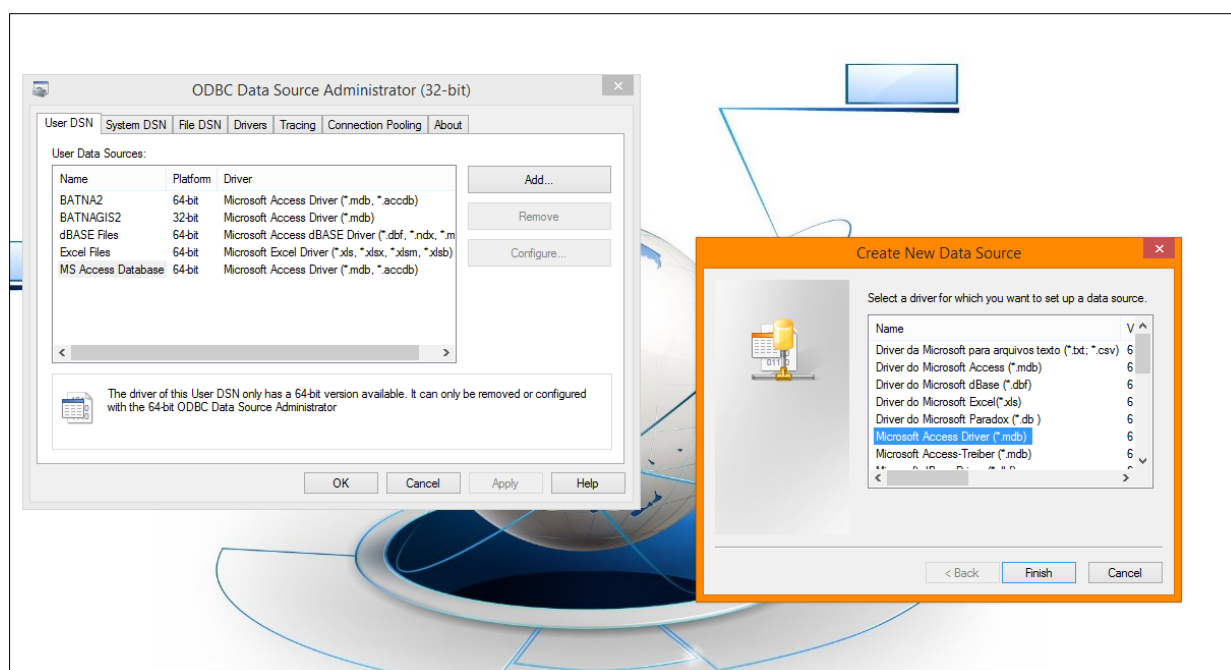 ODBC Data Source Administrator (32-bit)
User DSN System DSN File DSN Drivers Tracing Connection Pooling About
User Data Sources:
Name Platform Driver
BATNA2 64-bit Microsoft Access Driver (*.mdb, *.accdb)
BATNAGIS2 32-bit Microsoft Access Driver (*.mdb)
dBASE Files 64-bit Microsoft Access dBASE Driver (*.dbf, *.ndx, *.m
Excel Files 64-bit Microsoft Excel Driver (*.xls, *.xlsx, *.xlsm, *.xlsb)
MS Access Database 64-bit Microsoft Access Driver (*.mdb, *.accdb)
Add...
Remove
Configure...
The driver of this User DSN only has a 64-bit version available. It can only be removed or configured
with the 64-bit ODBC Data Source Administrator
OK Cancel Apply Help
Create New Data Source
Select a driver for which you want to set up a data source.
Name V
Driver da Microsoft para arquivos texto (*.txt; *.csv) 6
Driver do Microsoft Access (*.mdb) 6
Driver do Microsoft dBase (*.dbf) 6
Driver do Microsoft Excel(*.xls) 6
Driver do Microsoft Paradox (*.db ) 6
Microsoft Access Driver (*.mdb) 6
Microsoft Access-Treiber (*.mdb) 6
< Back Finish Cancel